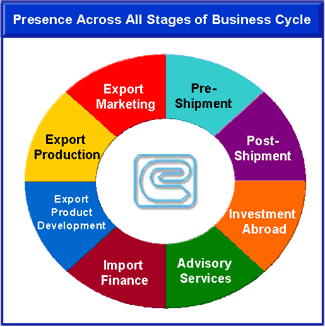 Presence Across All Stages of Business Cycle
Pre-
Shipment
Post-
Shipment
Investment
Abroad
Advisory
Services
Import
Finance
Export
Product
Development
Export
Production
Export
Marketing